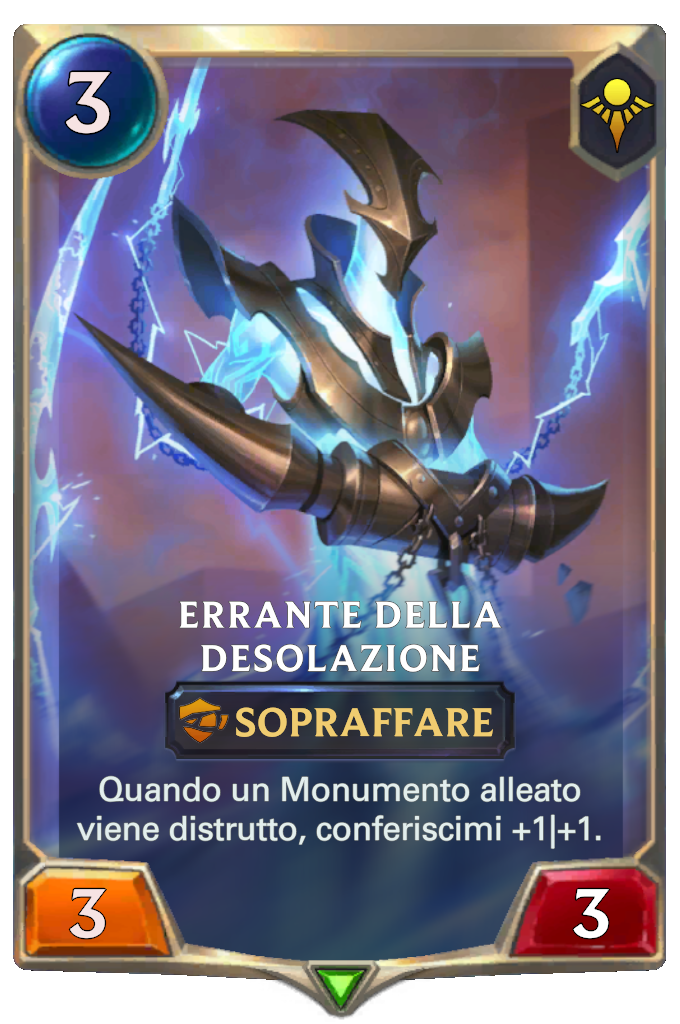 3
ERRANTE DELLA
DESOLAZIONE
SOPRAFFARE
Quando un Monumento alleato
viene distrutto, conferiscimi +1|+1.
3
3